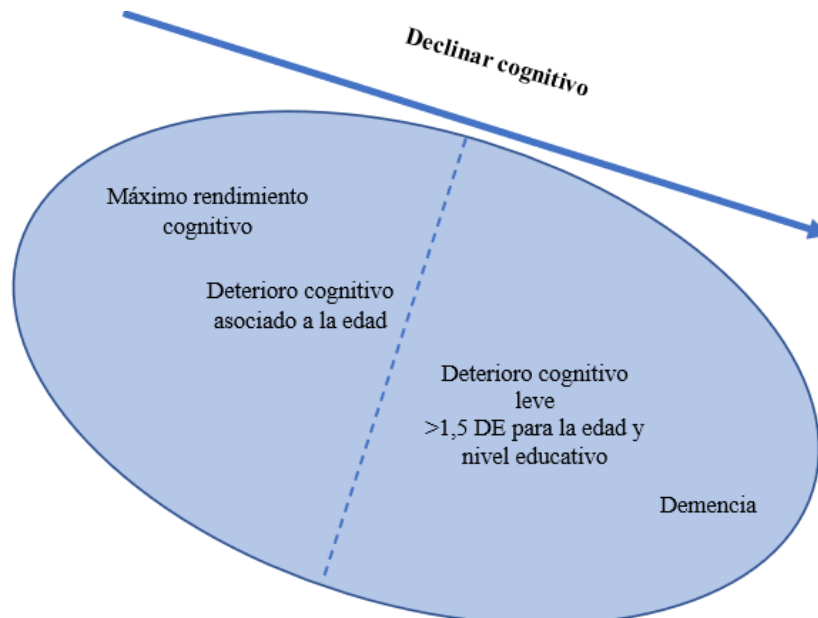 Declinar cognitivo
Máximo rendimiento
cognitivo
Deterioro cognitivo
asociado a la edad
Deterioro cognitivo
leve
>1,5 DE para la edad y
nivel educativo
Demencia